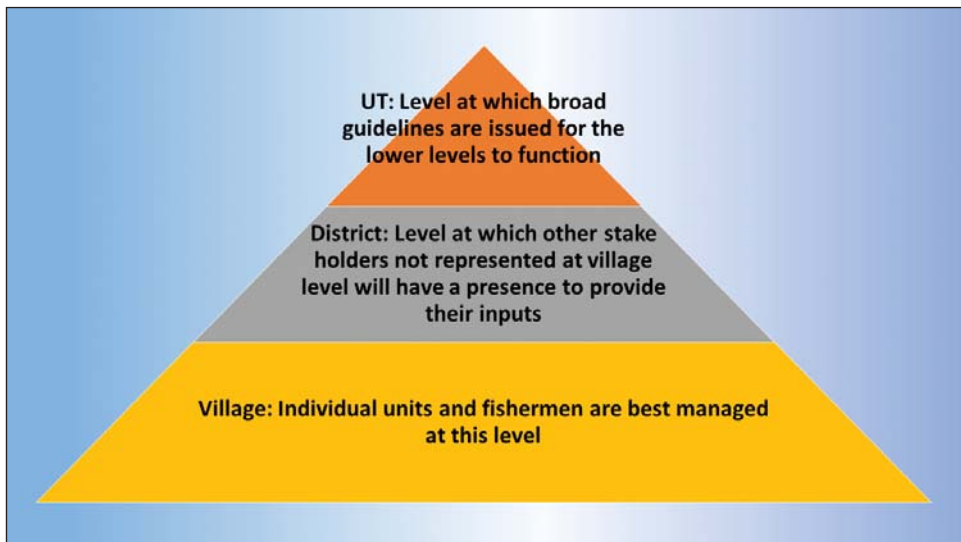 UT: Level at which broad
guidelines are issued for the
lower levels to function
District: Level at which other stake
holders not represented at village
level will have a presence to provide
their inputs
Village: Individual units and fishermen are best managed
at this level